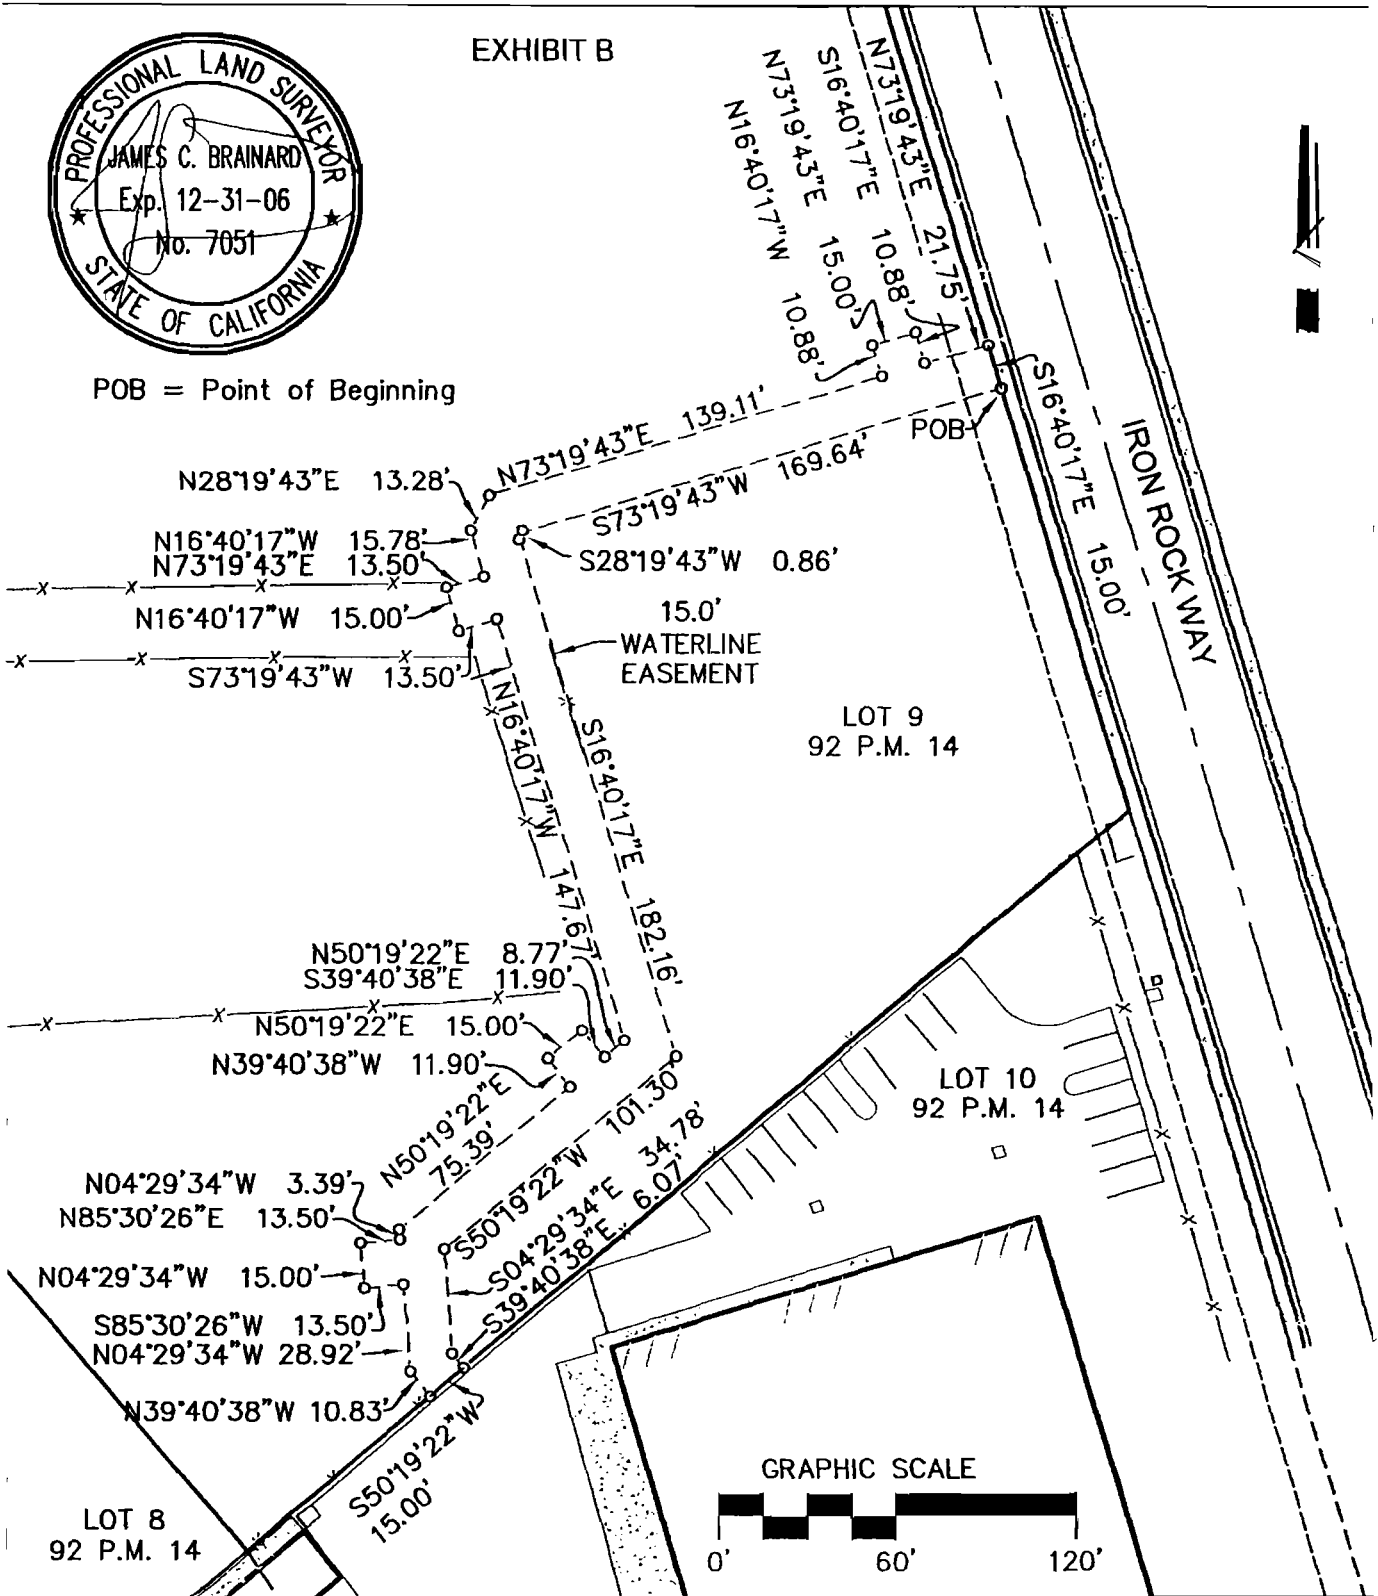 EXHIBIT B
PROFESSIONAL LAND SURVEYOR
JAMES C. BRAINARD
Exp. 12-31-06
No. 7051
STATE OF CALIFORNIA
POB = Point of Beginning
N73°19'43"E 21.75'
S16°40'17"E 10.88'
N73°19'43"E 15.00'
N16°40'17"W 10.88'
S16°40'17"E 15.00'
IRON ROCK WAY
POB
N73°19'43"E 139.11'
S73°19'43"W 169.64'
N28°19'43"E 13.28'
N16°40'17"W 15.78'
N73°19'43"E 13.50'
S28°19'43"W 0.86'
N16°40'17"W 15.00'
S73°19'43"W 13.50'
15.0'
WATERLINE
EASEMENT
N16°40'17"W 147.67'
S16°40'17"E 182.16'
LOT 9
92 P.M. 14
N50°19'22"E 8.77'
S39°40'38"E 11.90'
N50°19'22"E 15.00'
N39°40'38"W 11.90'
N50°19'22"E
75.39'
S50°19'22"W 101.30'
S04°29'34"E 34.78'
S39°40'38"E 6.07'
LOT 10
92 P.M. 14
N04°29'34"W 3.39'
N85°30'26"E 13.50'
N04°29'34"W 15.00'
S85°30'26"W 13.50'
N04°29'34"W 28.92'
N39°40'38"W 10.83'
S50°19'22"W
15.00'
LOT 8
92 P.M. 14
GRAPHIC SCALE
0' 60' 120'